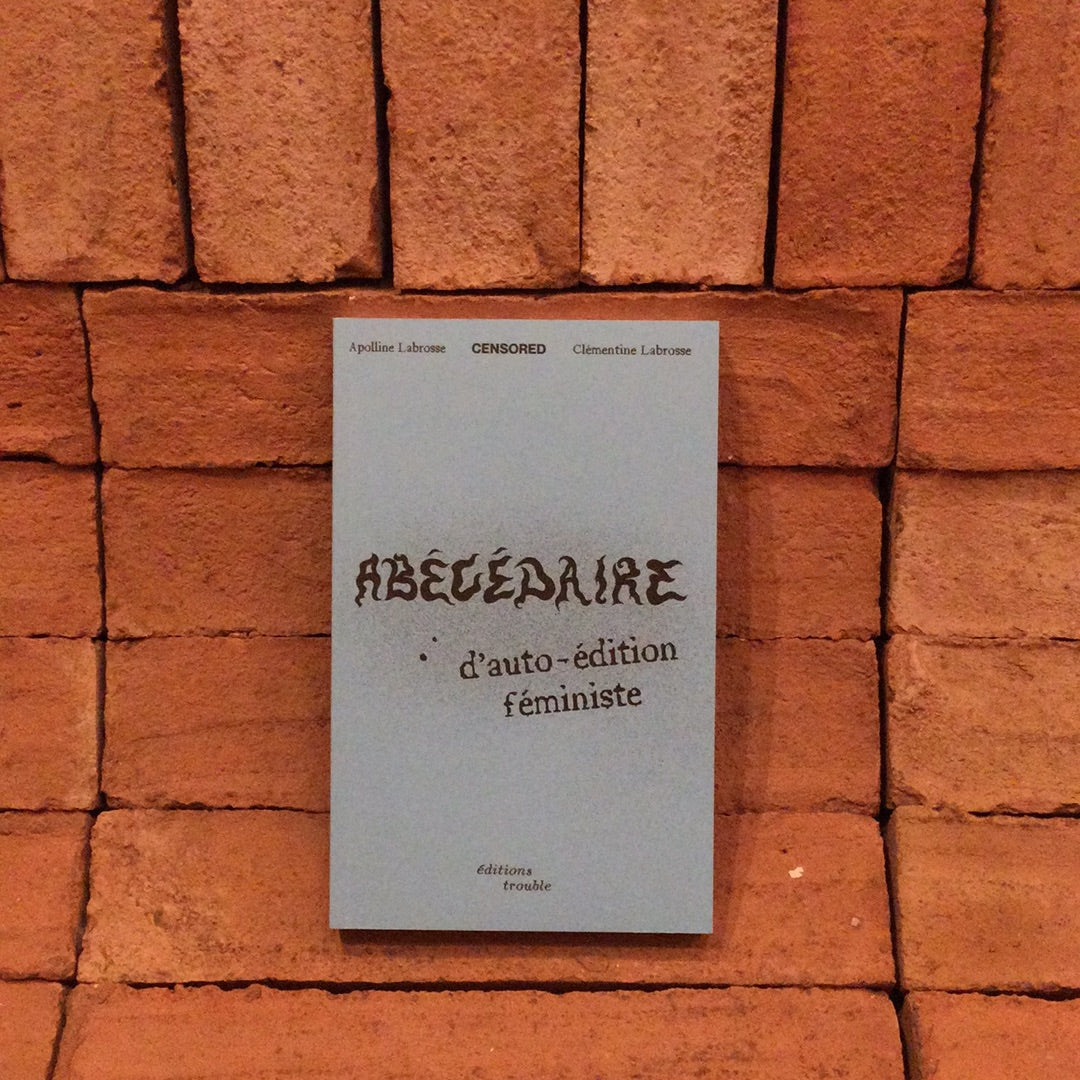 Apolline Labrosse CENSORED Clémentine Labrosse
ABÉCÉDAIRE
d'auto-édition
féministe
éditions
trouble